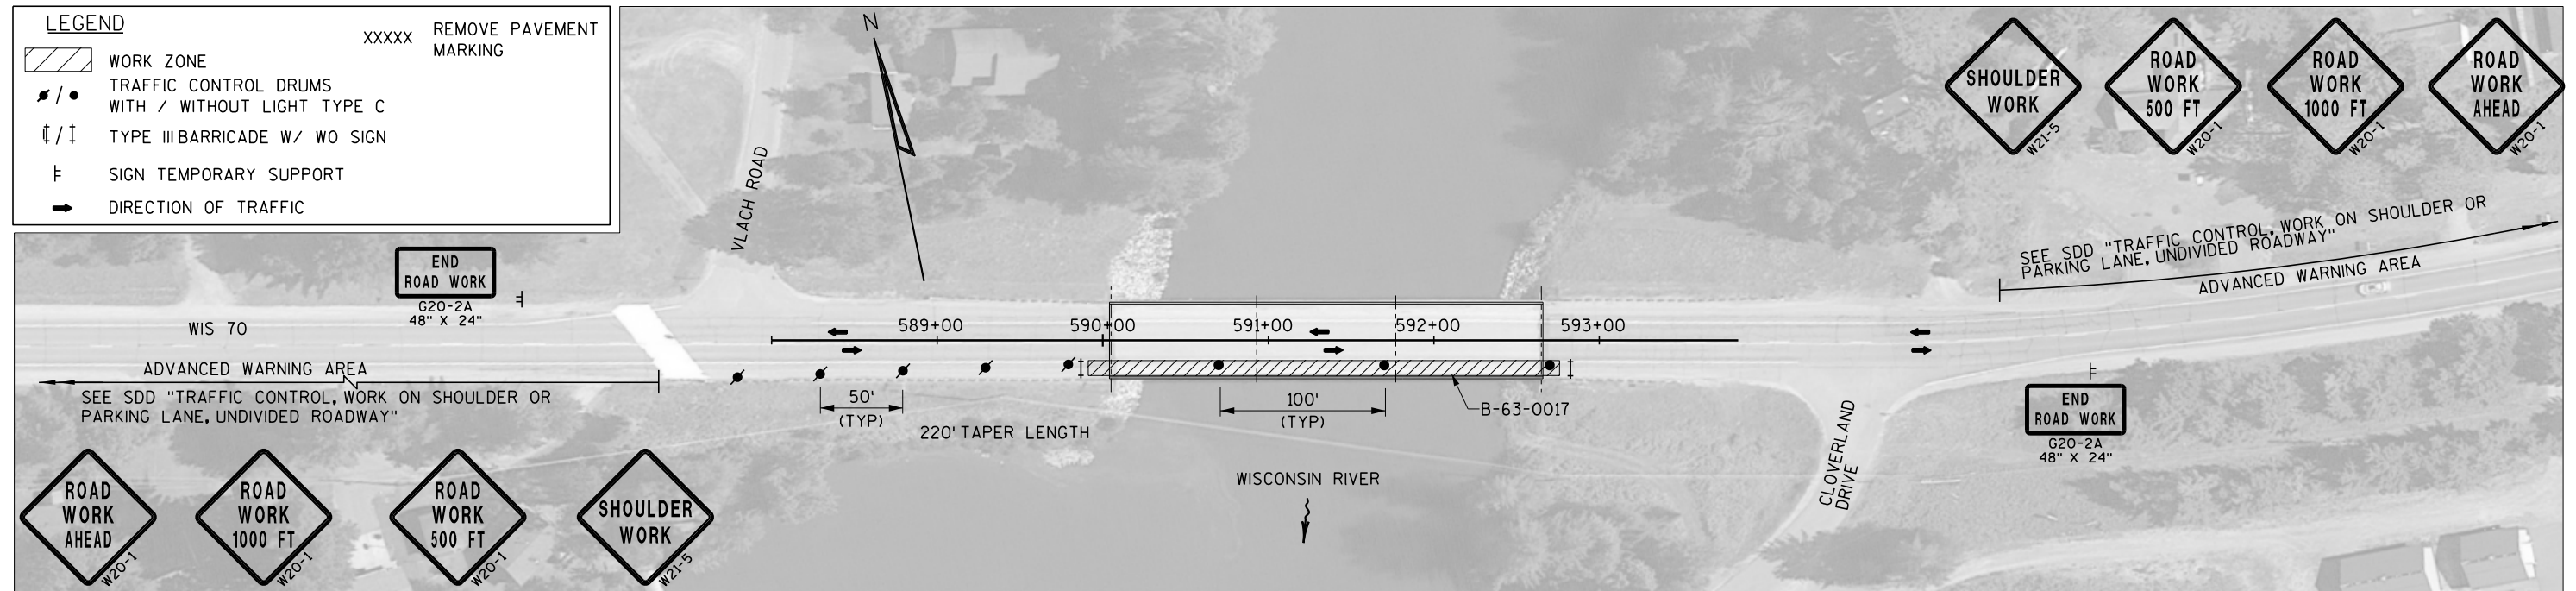 LEGEND
WORK ZONE
TRAFFIC CONTROL DRUMS
WITH / WITHOUT LIGHT TYPE C
TYPE III BARRICADE W/ WO SIGN
SIGN TEMPORARY SUPPORT
DIRECTION OF TRAFFIC
XXXXX REMOVE PAVEMENT
MARKING
N
VLACH ROAD
SHOULDER
WORK
W21-5
ROAD
WORK
500 FT
W20-1
ROAD
WORK
1000 FT
W20-1
ROAD
WORK
AHEAD
W20-1
SEE SDD "TRAFFIC CONTROL, WORK ON SHOULDER OR
PARKING LANE, UNDIVIDED ROADWAY"
ADVANCED WARNING AREA
END
ROAD WORK
G20-2A
48" X 24"
WIS 70
589+00
590+00
591+00
592+00
593+00
ADVANCED WARNING AREA
SEE SDD "TRAFFIC CONTROL, WORK ON SHOULDER OR
PARKING LANE, UNDIVIDED ROADWAY"
50'
(TYP)
220' TAPER LENGTH
100'
(TYP)
B-63-0017
WISCONSIN RIVER
CLOVERLAND
DRIVE
END
ROAD WORK
G20-2A
48" X 24"
ROAD
WORK
AHEAD
W20-1
ROAD
WORK
1000 FT
W20-1
ROAD
WORK
500 FT
W20-1
SHOULDER
WORK
W21-5